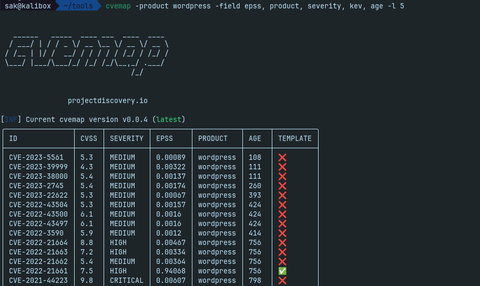 sak@kalibox ~/tools cvemap -product wordpress -field epss, product, severity, kev, age -l 5
projectdiscovery.io
[INF] Current cvemap version v0.0.4 (latest)
ID CVSS SEVERITY EPSS PRODUCT AGE TEMPLATE
CVE-2023-5561 5.3 MEDIUM 0.00089 wordpress 108 ❌
CVE-2023-39999 4.3 MEDIUM 0.00322 wordpress 111 ❌
CVE-2023-38000 5.4 MEDIUM 0.00137 wordpress 111 ❌
CVE-2023-2745 5.4 MEDIUM 0.00174 wordpress 260 ❌
CVE-2023-22622 5.3 MEDIUM 0.00067 wordpress 393 ❌
CVE-2022-43504 5.3 MEDIUM 0.00157 wordpress 424 ❌
CVE-2022-43500 6.1 MEDIUM 0.0016 wordpress 424 ❌
CVE-2022-43497 6.1 MEDIUM 0.0016 wordpress 424 ❌
CVE-2022-3590 5.9 MEDIUM 0.0012 wordpress 414 ❌
CVE-2022-21664 8.8 HIGH 0.00467 wordpress 756 ❌
CVE-2022-21663 7.2 HIGH 0.00334 wordpress 756 ❌
CVE-2022-21662 5.4 MEDIUM 0.00364 wordpress 756 ❌
CVE-2022-21661 7.5 HIGH 0.94068 wordpress 756 ✅
CVE-2021-44223 9.8 CRITICAL 0.00607 wordpress 798 ❌